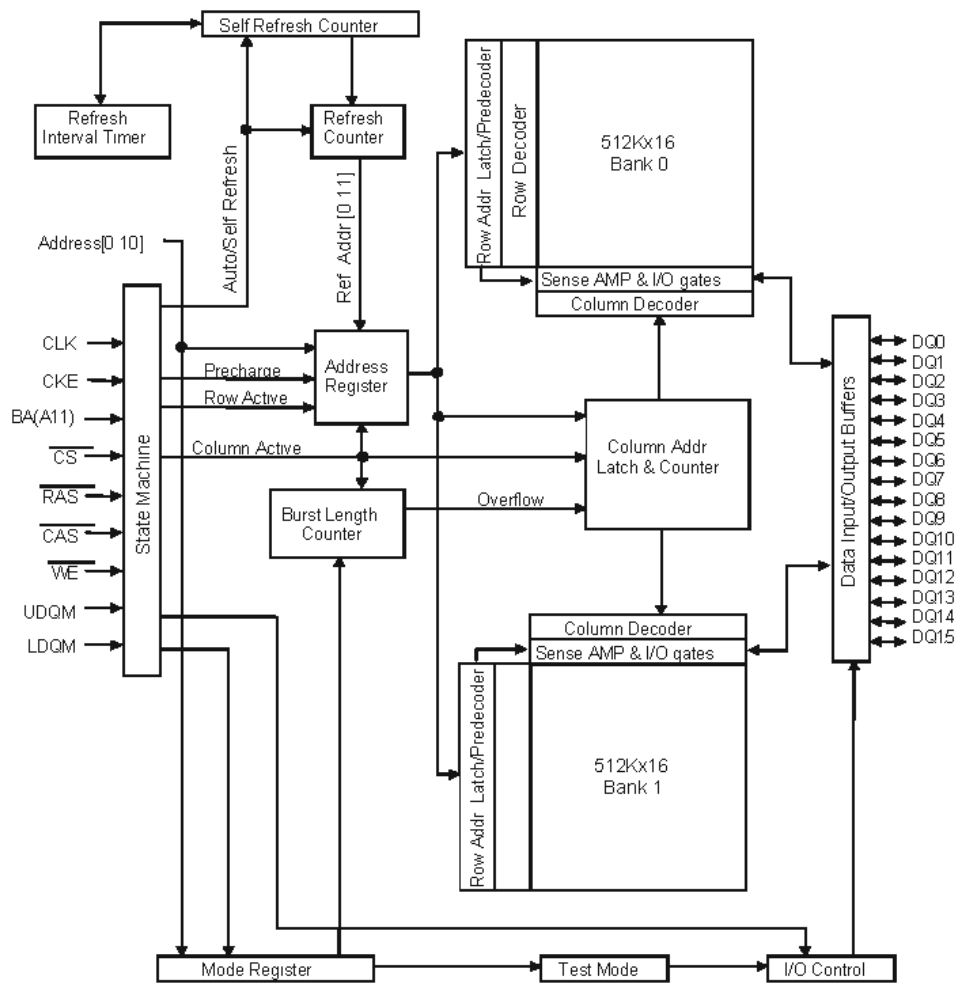 Self Refresh Counter
Refresh
Interval Timer
Refresh
Counter
Auto/Self Refresh
Ref Addr [0 11]
Address[0 10]
CLK
CKE
BA(A11)
CS
RAS
CAS
WE
UDQM
LDQM
State Machine
Precharge
Row Active
Column Active
Address
Register
Burst Length
Counter
Overflow
Row Addr Latch/Predecoder
Row Decoder
512Kx16
Bank 0
Sense AMP & I/O gates
Column Decoder
Column Addr
Latch & Counter
Column Decoder
Sense AMP & I/O gates
Row Addr Latch/Predecoder
512Kx16
Bank 1
Data Input/Output Buffers
DQ0
DQ1
DQ2
DQ3
DQ4
DQ5
DQ6
DQ7
DQ8
DQ9
DQ10
DQ11
DQ12
DQ13
DQ14
DQ15
Mode Register
Test Mode
I/O Control